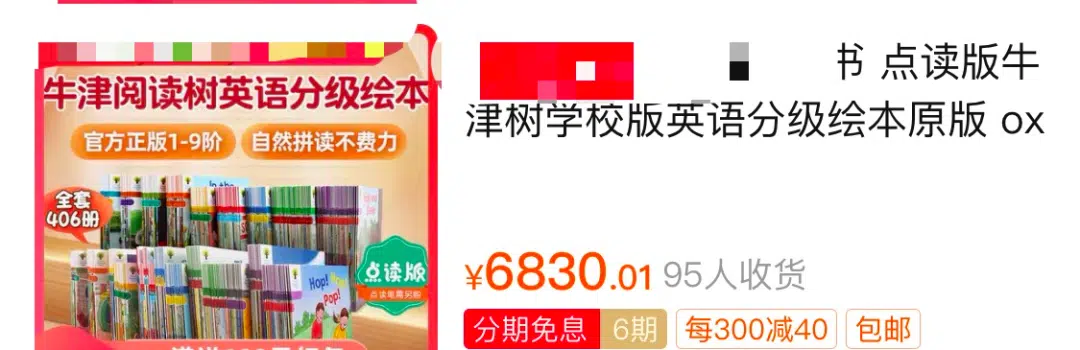 牛津阅读树英语分级绘本
官方正版1-9阶
自然拼读不费力
全套
406册
点读版
Hop!
Pop!
书 点读版牛
津树学校版英语分级绘本原版 ox
¥6830.01 95人收货
分期免息 6期 每300减40 包邮